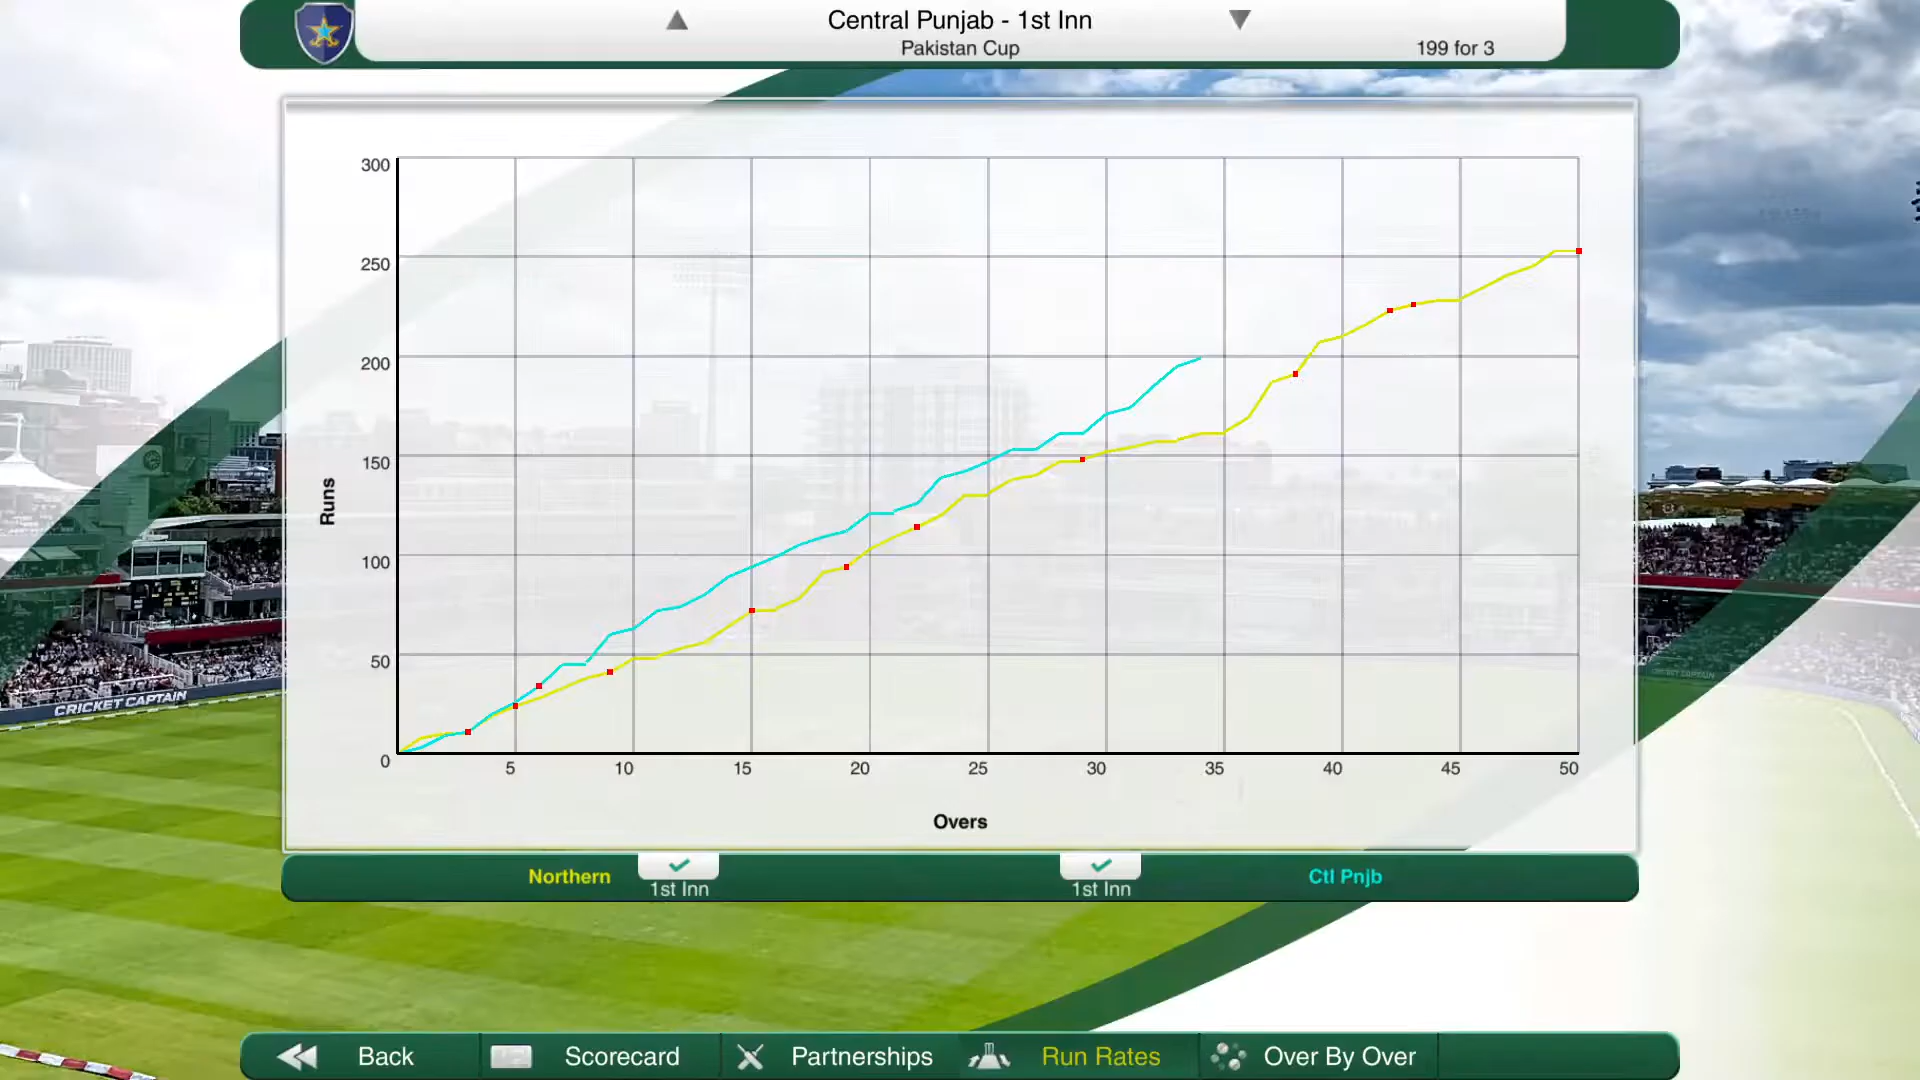 Central Punjab - 1st Inn
Pakistan Cup
199 for 3
300
250
200
150
100
50
0
Runs
5 10 15 20 25 30 35 40 45 50
Overs
CRICKET CAPTAIN
CRICKET CAPTAIN
Northern
1st Inn
1st Inn
Ctl Pnjb
Back
Scorecard
Partnerships
Run Rates
Over By Over